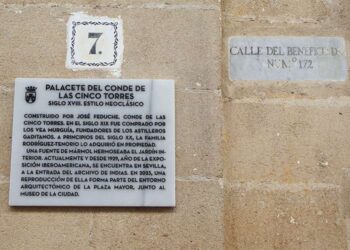 7.
CALLE DEL BENEFICIO
172
PALACETE DEL CONDE DE
LAS CINCO TORRES
SIGLO XVIII. ESTILO NEOCLÁSICO
CONSTRUIDO POR JOSÉ FEDUCHE, CONDE DE LAS
CINCO TORRES. EN EL SIGLO XIX FUE COMPRADO POR
LOS VEA MURGUÍA, FUNDADORES DE LOS ASTILLEROS
GADITANOS. A PRINCIPIOS DEL SIGLO XX, LA FAMILIA
RODRÍGUEZ-TENORIO LO ADQUIRIÓ EN PROPIEDAD.
UNA FUENTE DE MÁRMOL HERMOSEABA EL JARDÍN IN-
TERIOR. ACTUALMENTE Y DESDE 1929, AÑO DE LA EXPO-
SICIÓN IBEROAMERICANA, SE ENCUENTRA EN SEVILLA,
A LA ENTRADA DEL ARCHIVO DE INDIAS. EN 2023, UNA
REPRODUCCIÓN DE ELLA FORMA PARTE DEL ENTORNO
ARQUITECTÓNICO DE LA PLAZA MAYOR, JUNTO AL
MUSEO DE LA CIUDAD.